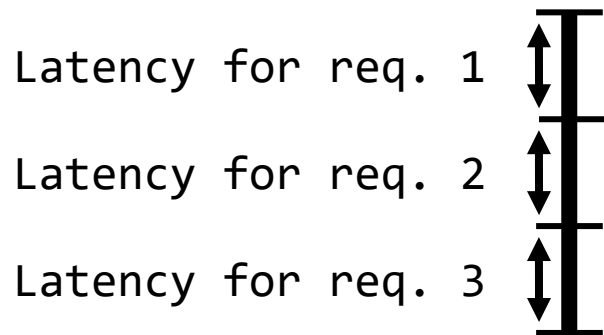 Latency for req. 1
Latency for req. 2
Latency for req. 3